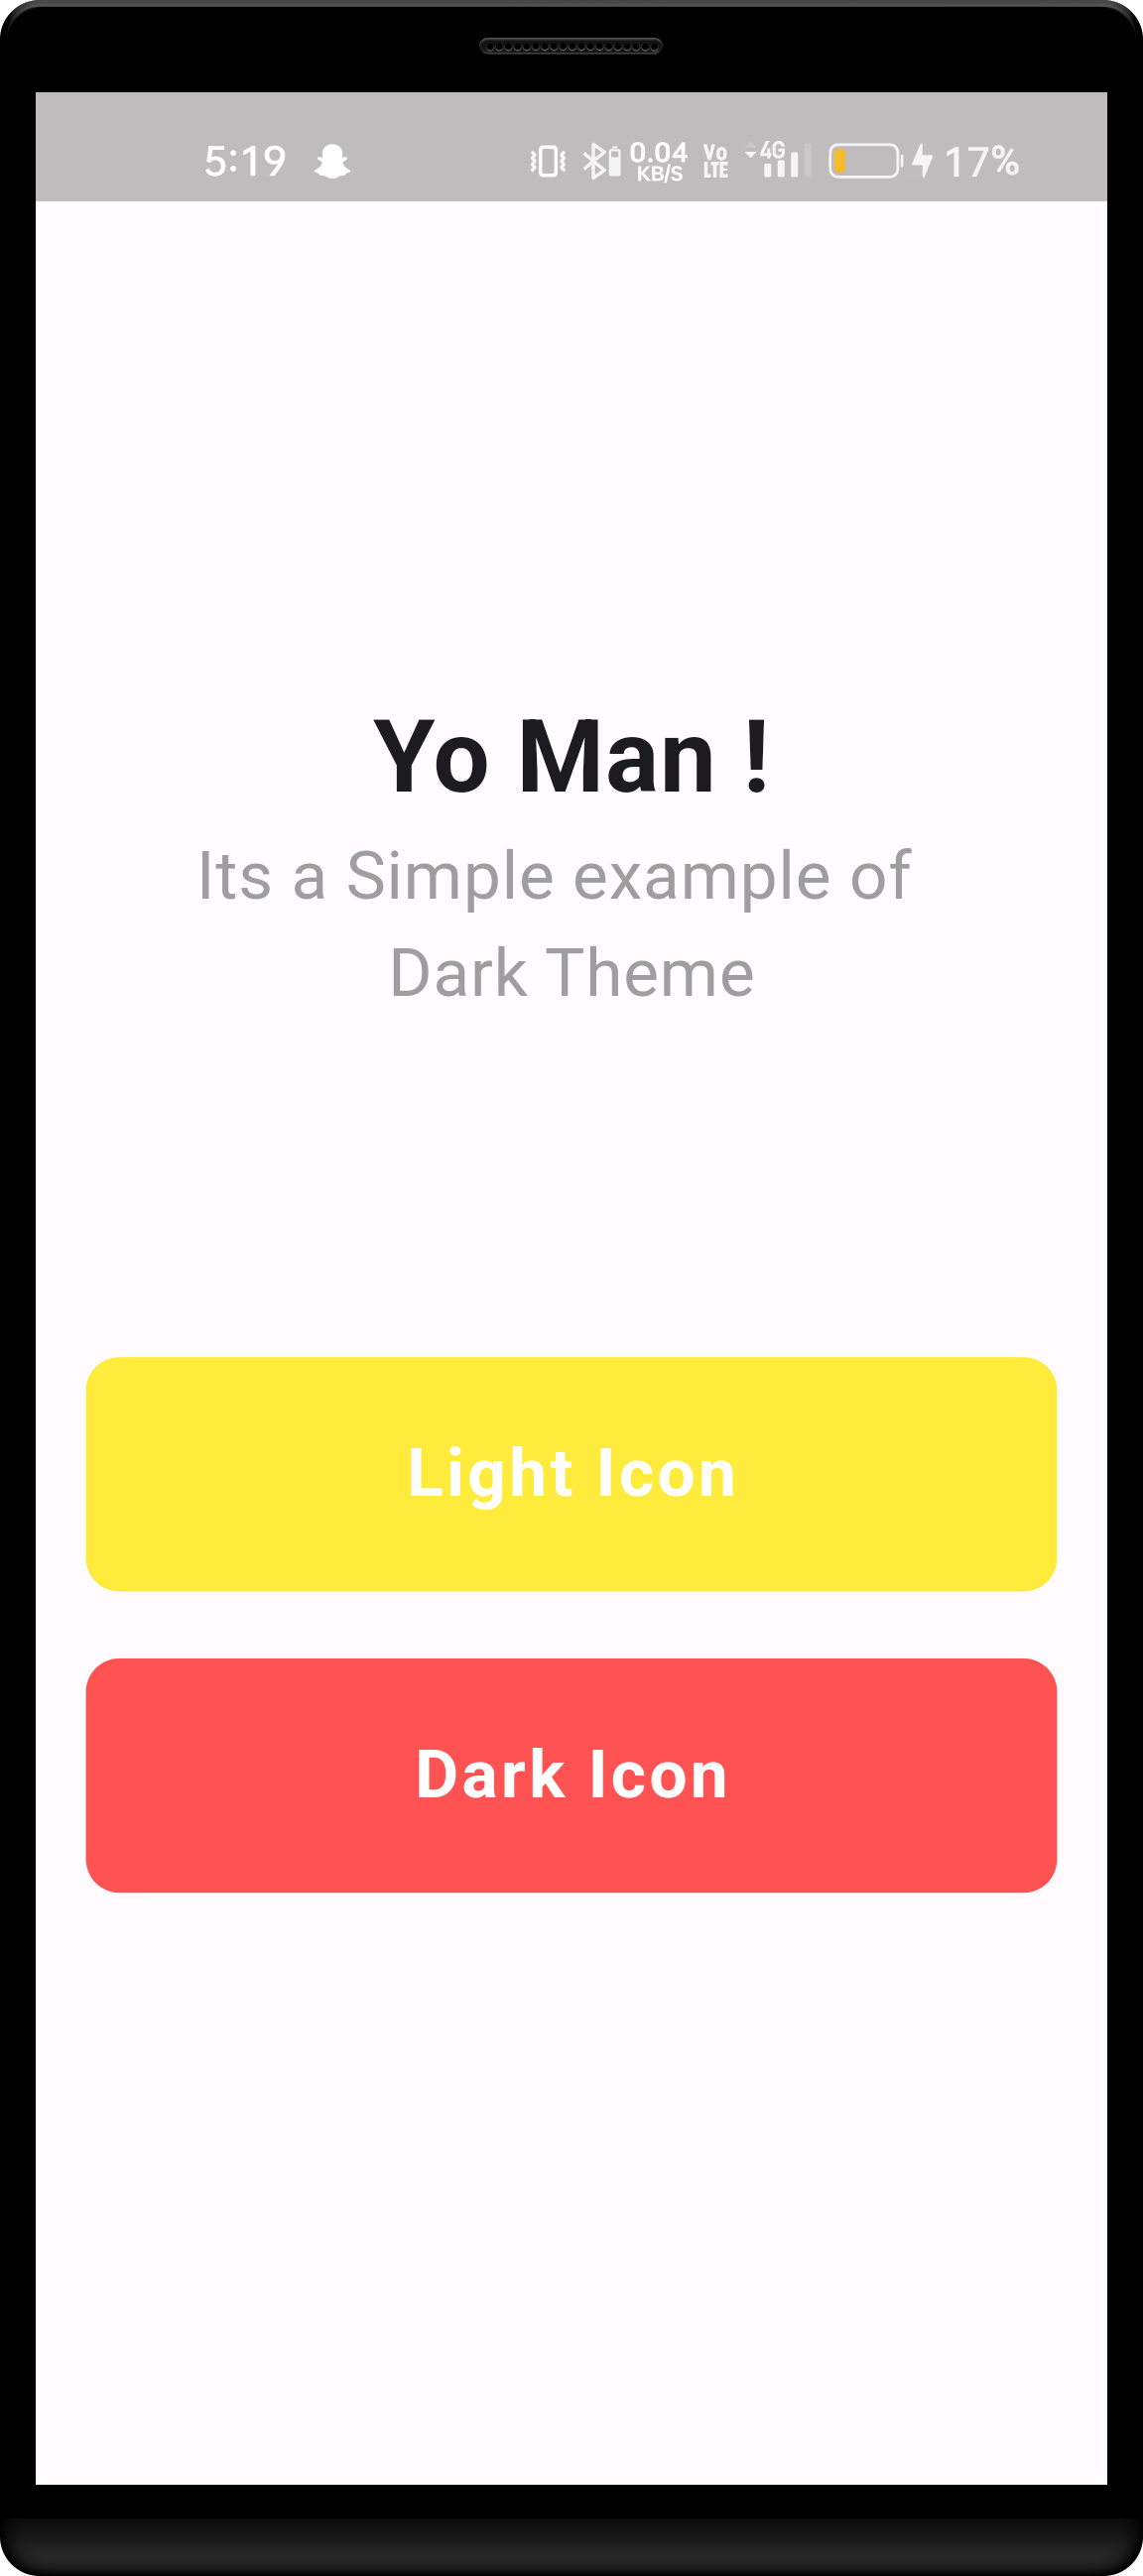 5:19 0.04 KB/S Vo LTE 4G 17%
Yo Man !
Its a Simple example of
Dark Theme
Light Icon
Dark Icon